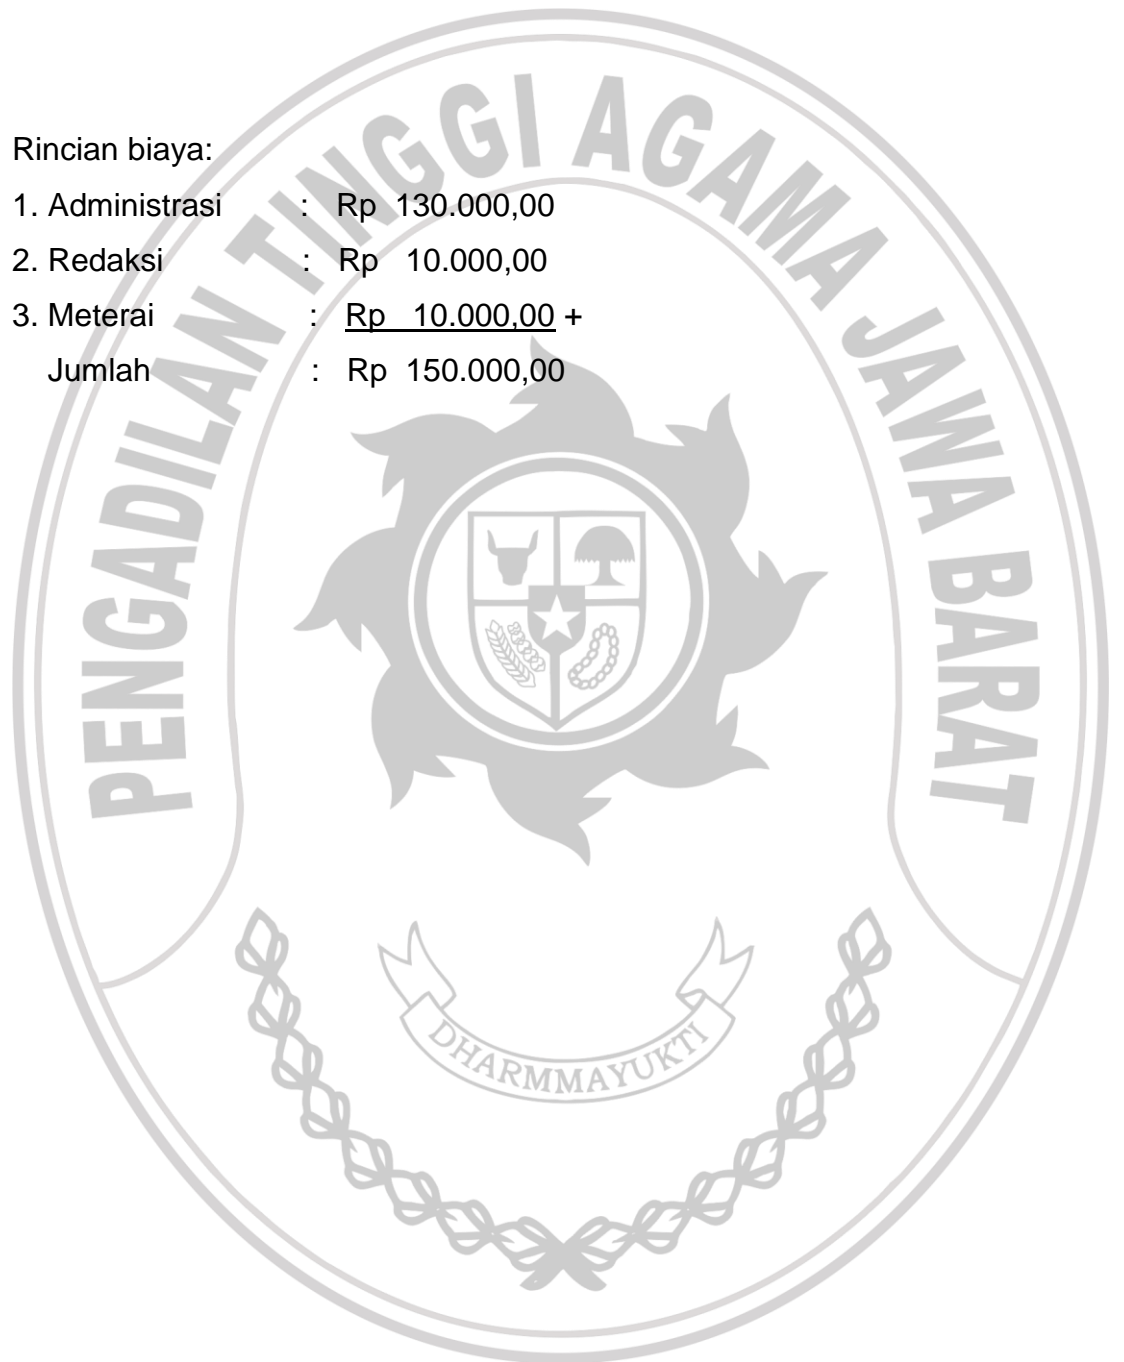 PENGADILAN TINGGI AGAMA JAWA BARAT
Rincian biaya:
1. Administrasi : Rp 130.000,00
2. Redaksi : Rp 10.000,00
3. Meterai : Rp 10.000,00 +
Jumlah : Rp 150.000,00
DHARMMAYUKTI